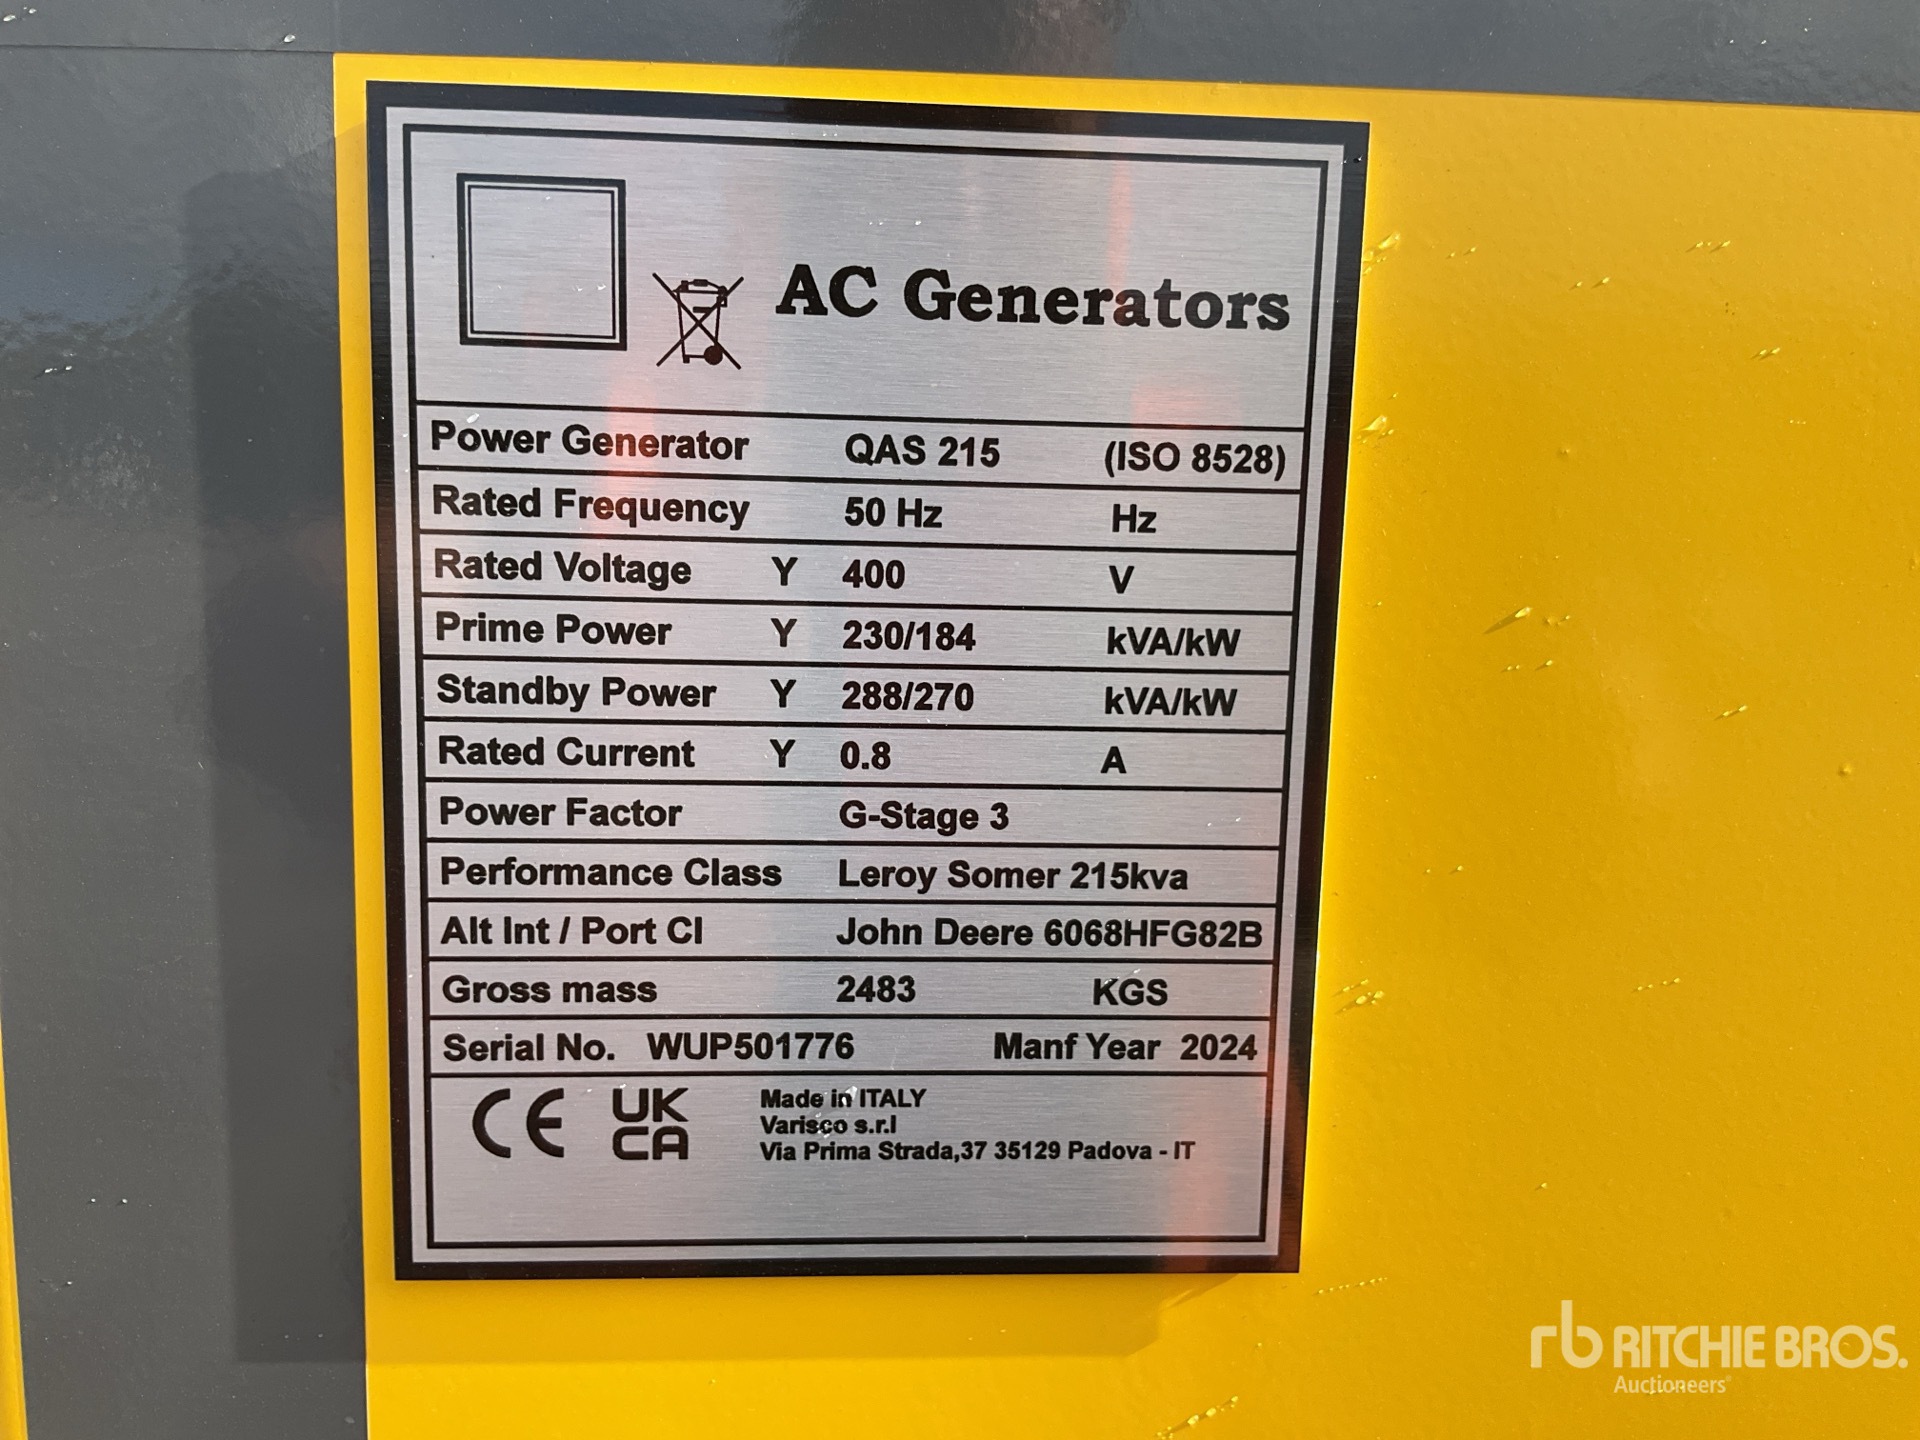 AC Generators
Power Generator QAS 215 (ISO 8528)
Rated Frequency 50 Hz Hz
Rated Voltage Y 400 V
Prime Power Y 230/184 kVA/kW
Standby Power Y 288/270 kVA/kW
Rated Current Y 0.8 A
Power Factor G-Stage 3
Performance Class Leroy Somer 215kva
Alt Int / Port Cl John Deere 6068HFG82B
Gross mass 2483 KGS
Serial No. WUP501776 Manf Year 2024
CE UK CA
Made in ITALY
Varisco s.r.l
Via Prima Strada,37 35129 Padova - IT
rb RITCHIE BROS.
Auctioneers